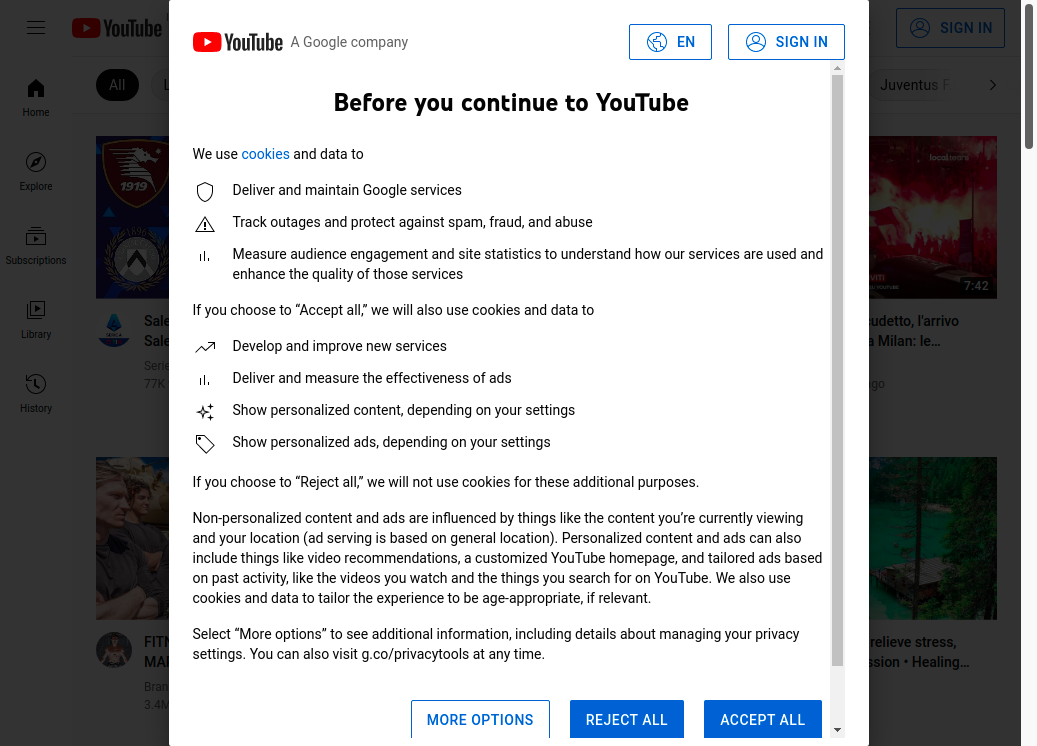 YouTube
A Google company
EN
SIGN IN
SIGN IN
All
Juventus F
Before you continue to YouTube
Home
We use cookies and data to
Explore
Deliver and maintain Google services
1919
Track outages and protect against spam, fraud, and abuse
Subscriptions
1896
Measure audience engagement and site statistics to understand how our services are used and
enhance the quality of those services
7:42
If you choose to “Accept all,” we will also use cookies and data to
Library
Develop and improve new services
Deliver and measure the effectiveness of ads
History
Show personalized content, depending on your settings
Show personalized ads, depending on your settings
Sale
Sale
Serie
77K
cudetto, l'arrivo
a Milan: le…
ago
If you choose to “Reject all,” we will not use cookies for these additional purposes.
Non-personalized content and ads are influenced by things like the content you’re currently viewing
and your location (ad serving is based on general location). Personalized content and ads can also
include things like video recommendations, a customized YouTube homepage, and tailored ads based
on past activity, like the videos you watch and the things you search for on YouTube. We also use
cookies and data to tailor the experience to be age-appropriate, if relevant.
Select “More options” to see additional information, including details about managing your privacy
settings. You can also visit g.co/privacytools at any time.
FITN
MAI
Bran
3.4M
relieve stress,
ssion • Healing…
MORE OPTIONS
REJECT ALL
ACCEPT ALL